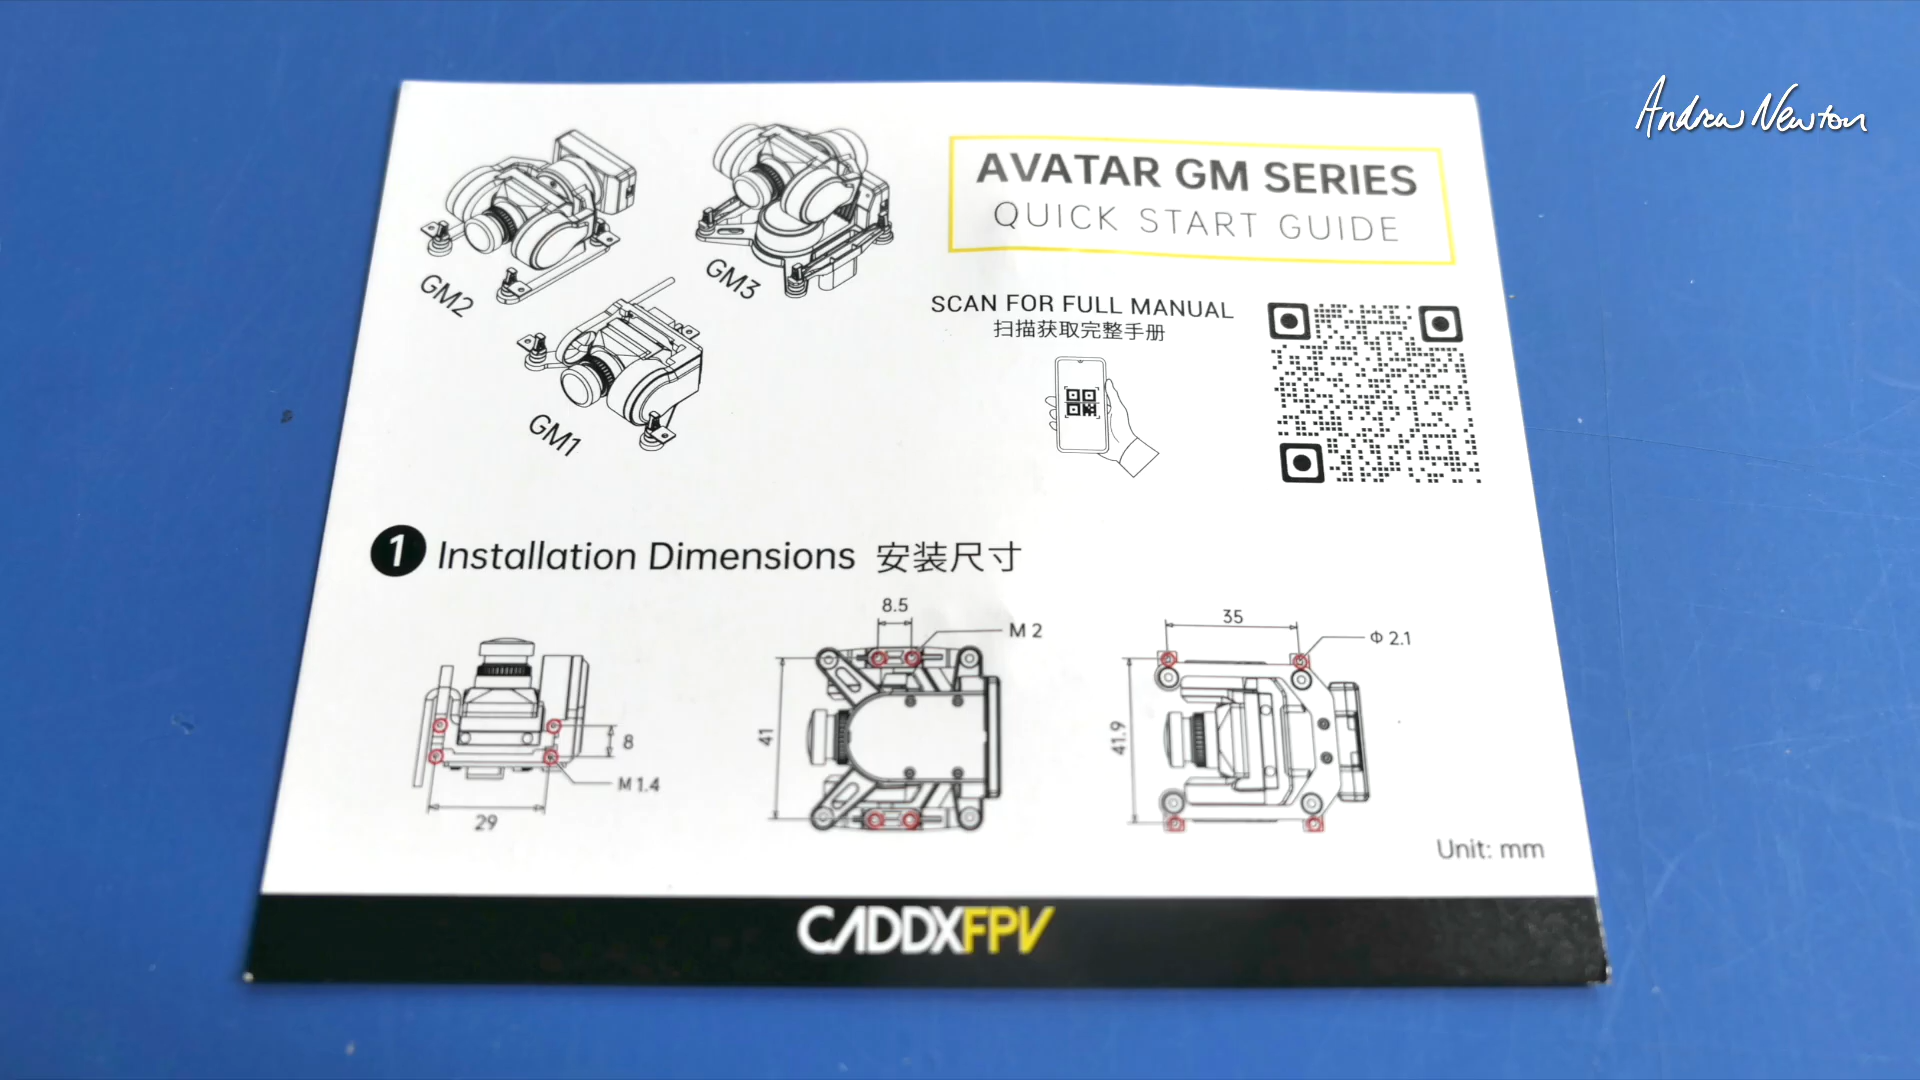 Andrew Newton
AVATAR GM SERIES
QUICK START GUIDE
GM2
GM3
GM1
SCAN FOR FULL MANUAL
扫描获取完整手册
1 Installation Dimensions 安装尺寸
8
M 1.4
29
8.5
M 2
41
35
Φ 2.1
41.9
Unit: mm
CADDXFPV